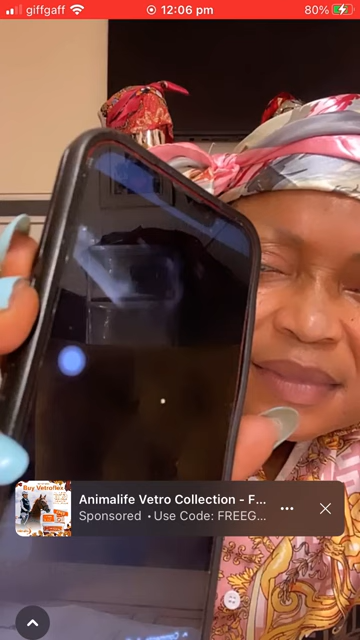 giffgaff 12:06 pm 80%
Buy Vetroflex
Animalife Vetro Collection - F...
Sponsored • Use Code: FREEG...